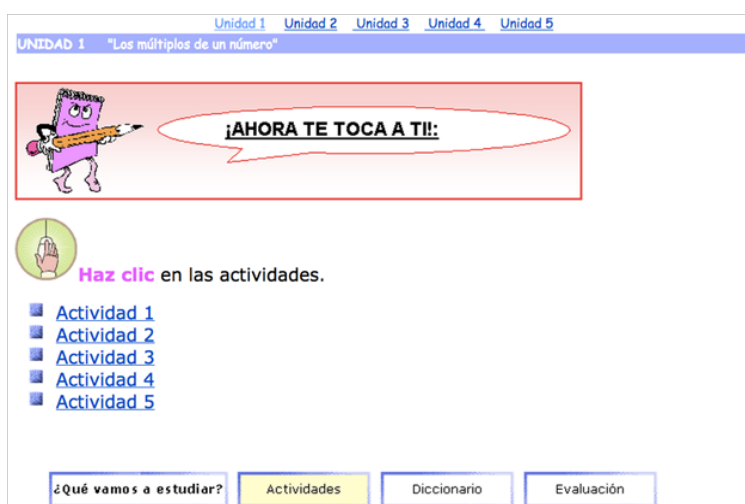 Unidad 1 Unidad 2 Unidad 3 Unidad 4 Unidad 5
UNIDAD 1 "Los múltiplos de un número"
¡AHORA TE TOCA A TI!:
Haz clic en las actividades.
Actividad 1
Actividad 2
Actividad 3
Actividad 4
Actividad 5
¿Qué vamos a estudiar? Actividades Diccionario Evaluación